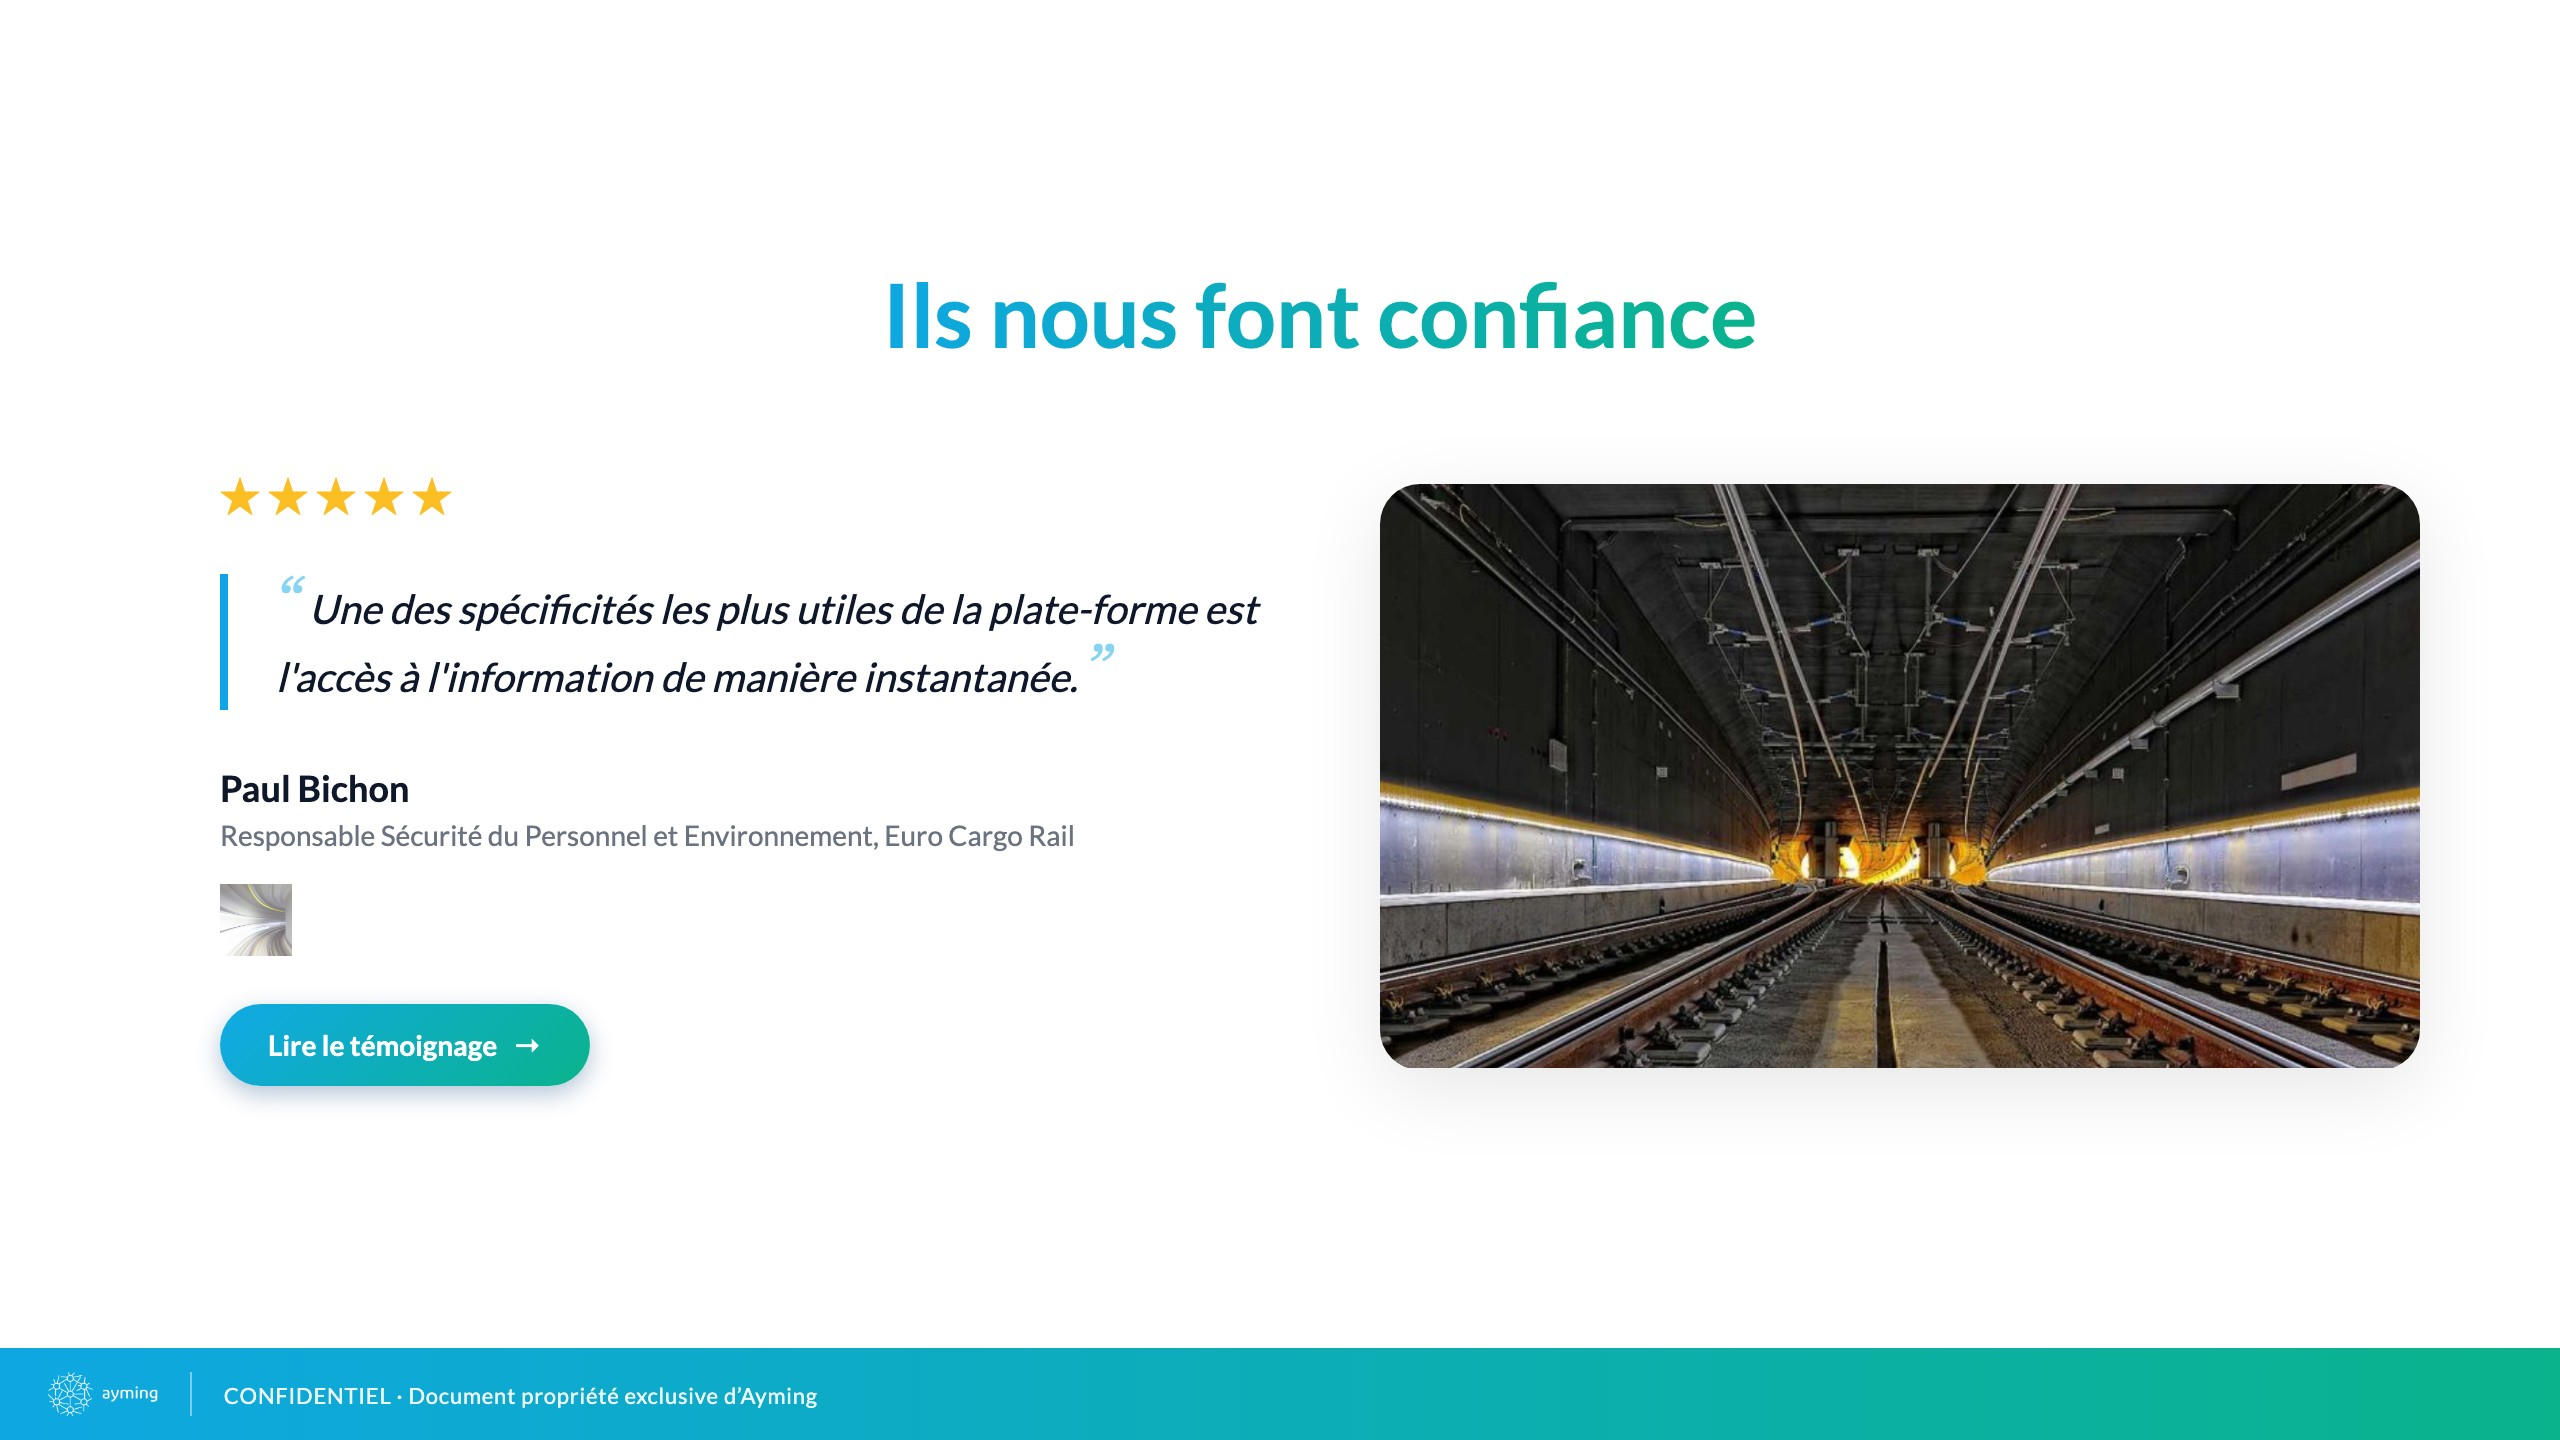 Ils nous font confiance
“ Une des spécificités les plus utiles de la plate-forme est
l'accès à l'information de manière instantanée. ”
Paul Bichon
Responsable Sécurité du Personnel et Environnement, Euro Cargo Rail
Lire le témoignage →
ayming
CONFIDENTIEL · Document propriété exclusive d’Ayming